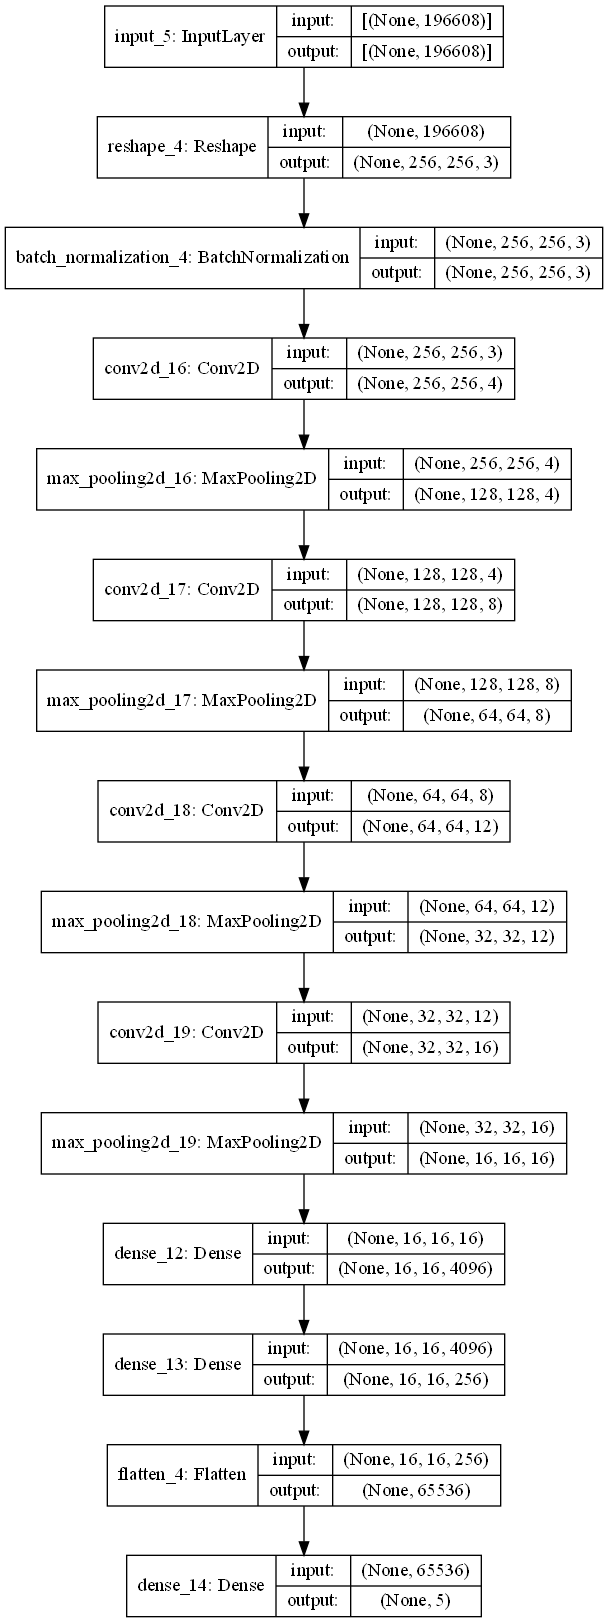 input_5: InputLayer
input: [(None, 196608)]
output: [(None, 196608)]
reshape_4: Reshape
input: (None, 196608)
output: (None, 256, 256, 3)
batch_normalization_4: BatchNormalization
input: (None, 256, 256, 3)
output: (None, 256, 256, 3)
conv2d_16: Conv2D
input: (None, 256, 256, 3)
output: (None, 256, 256, 4)
max_pooling2d_16: MaxPooling2D
input: (None, 256, 256, 4)
output: (None, 128, 128, 4)
conv2d_17: Conv2D
input: (None, 128, 128, 4)
output: (None, 128, 128, 8)
max_pooling2d_17: MaxPooling2D
input: (None, 128, 128, 8)
output: (None, 64, 64, 8)
conv2d_18: Conv2D
input: (None, 64, 64, 8)
output: (None, 64, 64, 12)
max_pooling2d_18: MaxPooling2D
input: (None, 64, 64, 12)
output: (None, 32, 32, 12)
conv2d_19: Conv2D
input: (None, 32, 32, 12)
output: (None, 32, 32, 16)
max_pooling2d_19: MaxPooling2D
input: (None, 32, 32, 16)
output: (None, 16, 16, 16)
dense_12: Dense
input: (None, 16, 16, 16)
output: (None, 16, 16, 4096)
dense_13: Dense
input: (None, 16, 16, 4096)
output: (None, 16, 16, 256)
flatten_4: Flatten
input: (None, 16, 16, 256)
output: (None, 65536)
dense_14: Dense
input: (None, 65536)
output: (None, 5)